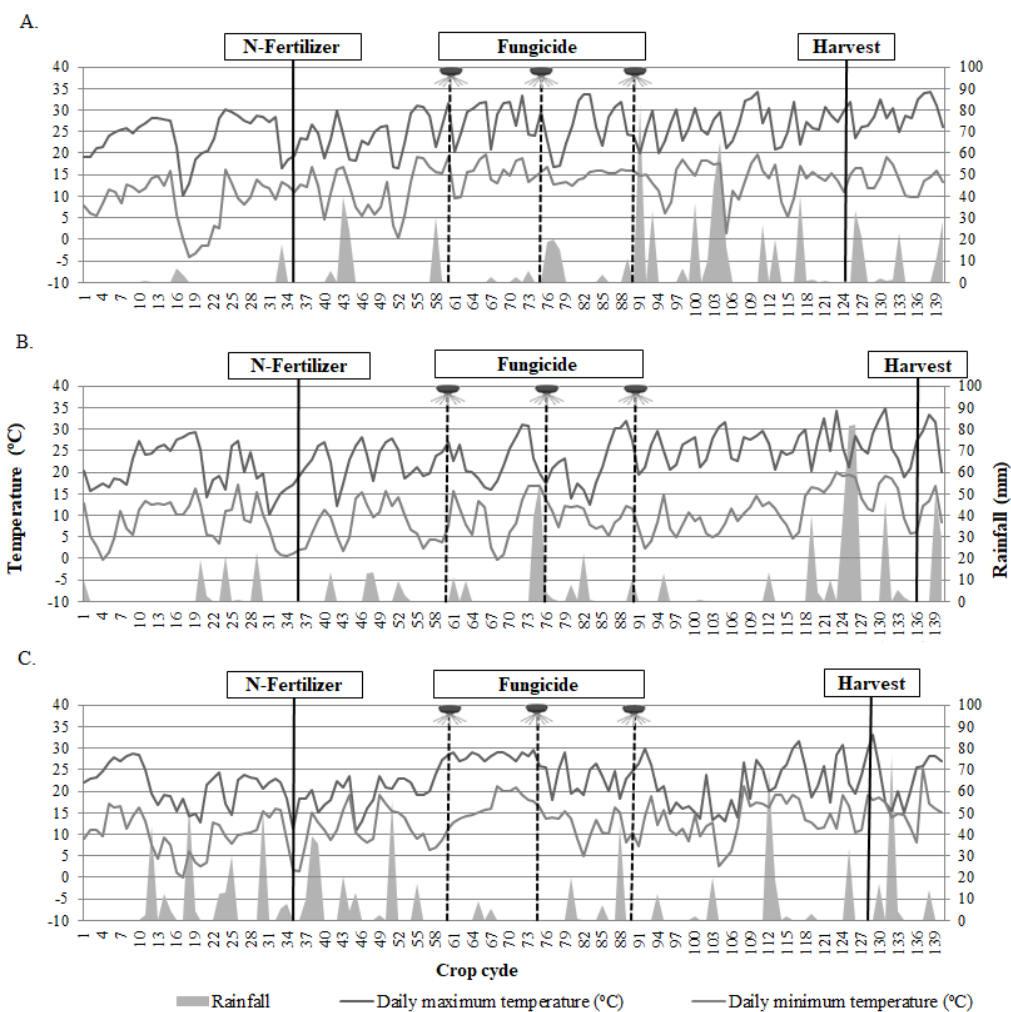 A.
N-Fertilizer Fungicide Harvest
40 100
35 90
30 80
25 70
20 60
15 50
10 40
5 30
0 20
-5 10
-10 0
1 4 7 10 13 16 19 22 25 28 31 34 37 40 43 46 49 52 55 58 61 64 67 70 73 76 79 82 85 88 91 94 97 100 103 106 109 112 115 118 121 124 127 130 133 136 139
B.
N-Fertilizer Fungicide Harvest
40 100
35 90
30 80
25 70
20 60
15 50
10 40
5 30
0 20
-5 10
-10 0
1 4 7 10 13 16 19 22 25 28 31 34 37 40 43 46 49 52 55 58 61 64 67 70 73 76 79 82 85 88 91 94 97 100 103 106 109 112 115 118 121 124 127 130 133 136 139
Temperature (ºC)
Rainfall (mm)
C.
N-Fertilizer Fungicide Harvest
40 100
35 90
30 80
25 70
20 60
15 50
10 40
5 30
0 20
-5 10
-10 0
1 4 7 10 13 16 19 22 25 28 31 34 37 40 43 46 49 52 55 58 61 64 67 70 73 76 79 82 85 88 91 94 97 100 103 106 109 112 115 118 121 124 127 130 133 136 139
Crop cyde
Rainfall Daily maximum temperature (ºC) Daily minimum temperature (ºC)